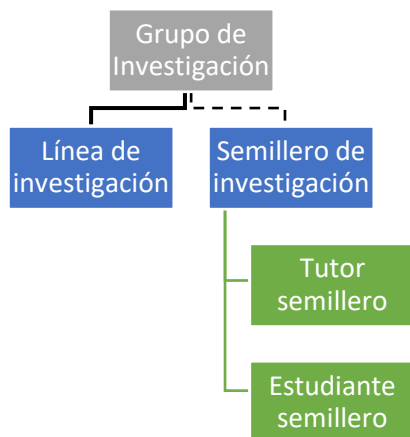 Grupo de
Investigación
Línea de
investigación
Semillero de
investigación
Tutor
semillero
Estudiante
semillero